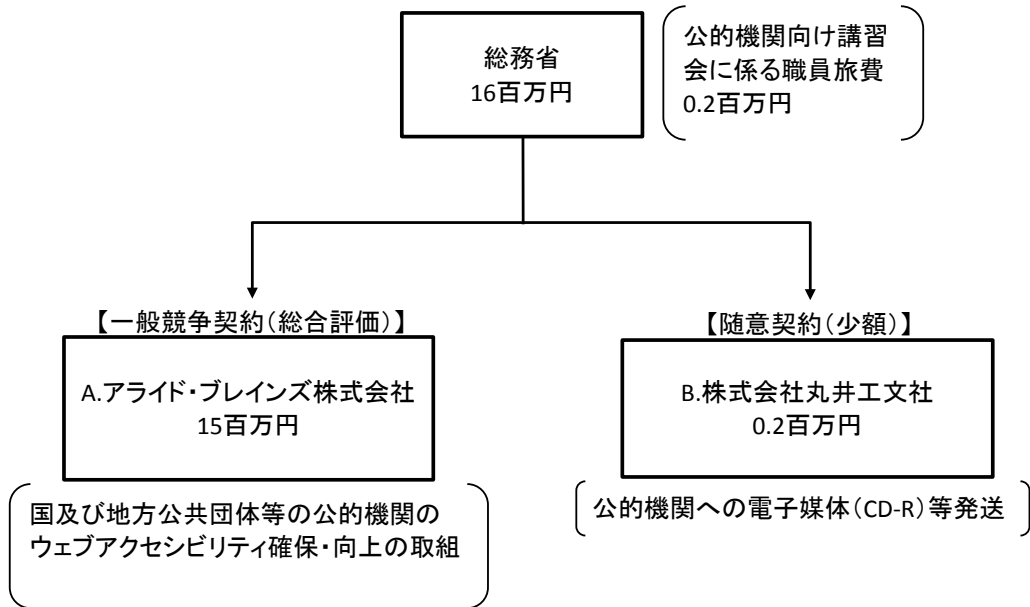 総務省
16百万円
公的機関向け講習
会に係る職員旅費
0.2百万円
【一般競争契約(総合評価)】
A.アライド・ブレインズ株式会社
15百万円
国及び地方公共団体等の公的機関の
ウェブアクセシビリティ確保・向上の取組
【随意契約(少額)】
B.株式会社丸井工文社
0.2百万円
公的機関への電子媒体(CD-R)等発送